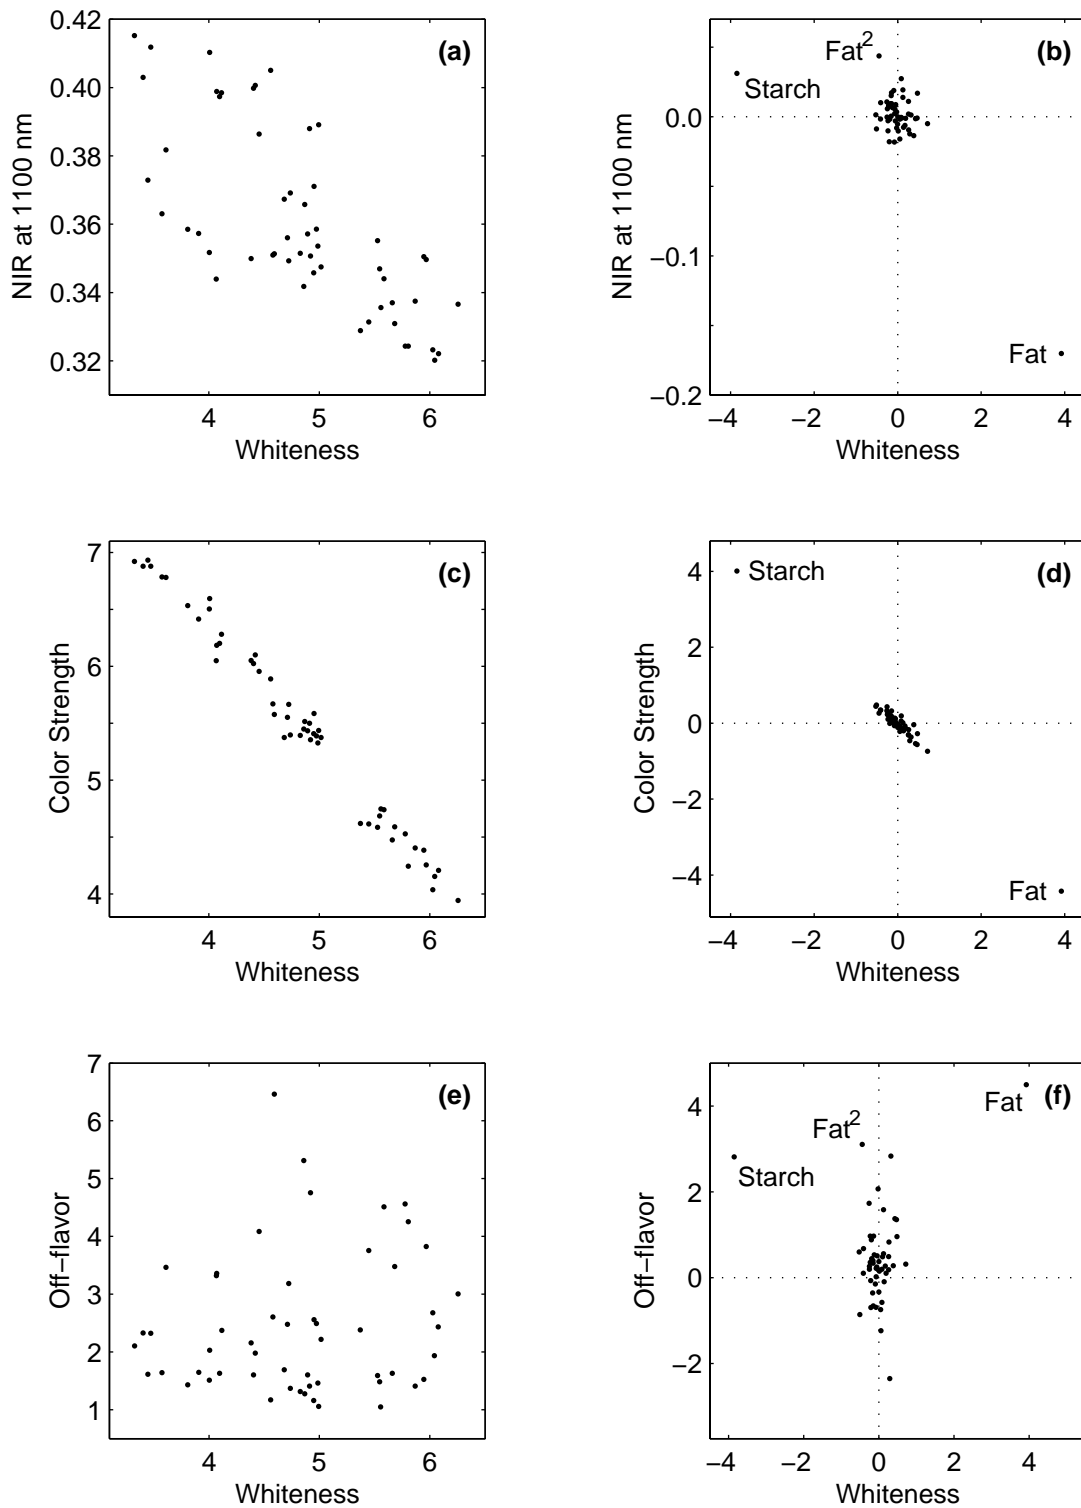 0.42
0.40
0.38
0.36
0.34
0.32
4 5 6
NIR at 1100 nm
Whiteness
(a)
0.0
−0.1
−0.2
−4 −2 0 2 4
NIR at 1100 nm
Whiteness
(b)
Fat²
Starch
Fat
7
6
5
4
4 5 6
Color Strength
Whiteness
(c)
4
2
0
−2
−4
−4 −2 0 2 4
Color Strength
Whiteness
(d)
Starch
Fat
7
6
5
4
3
2
1
4 5 6
Off−flavor
Whiteness
(e)
4
2
0
−2
−4 −2 0 2 4
Off−flavor
Whiteness
(f)
Fat
Fat²
Starch